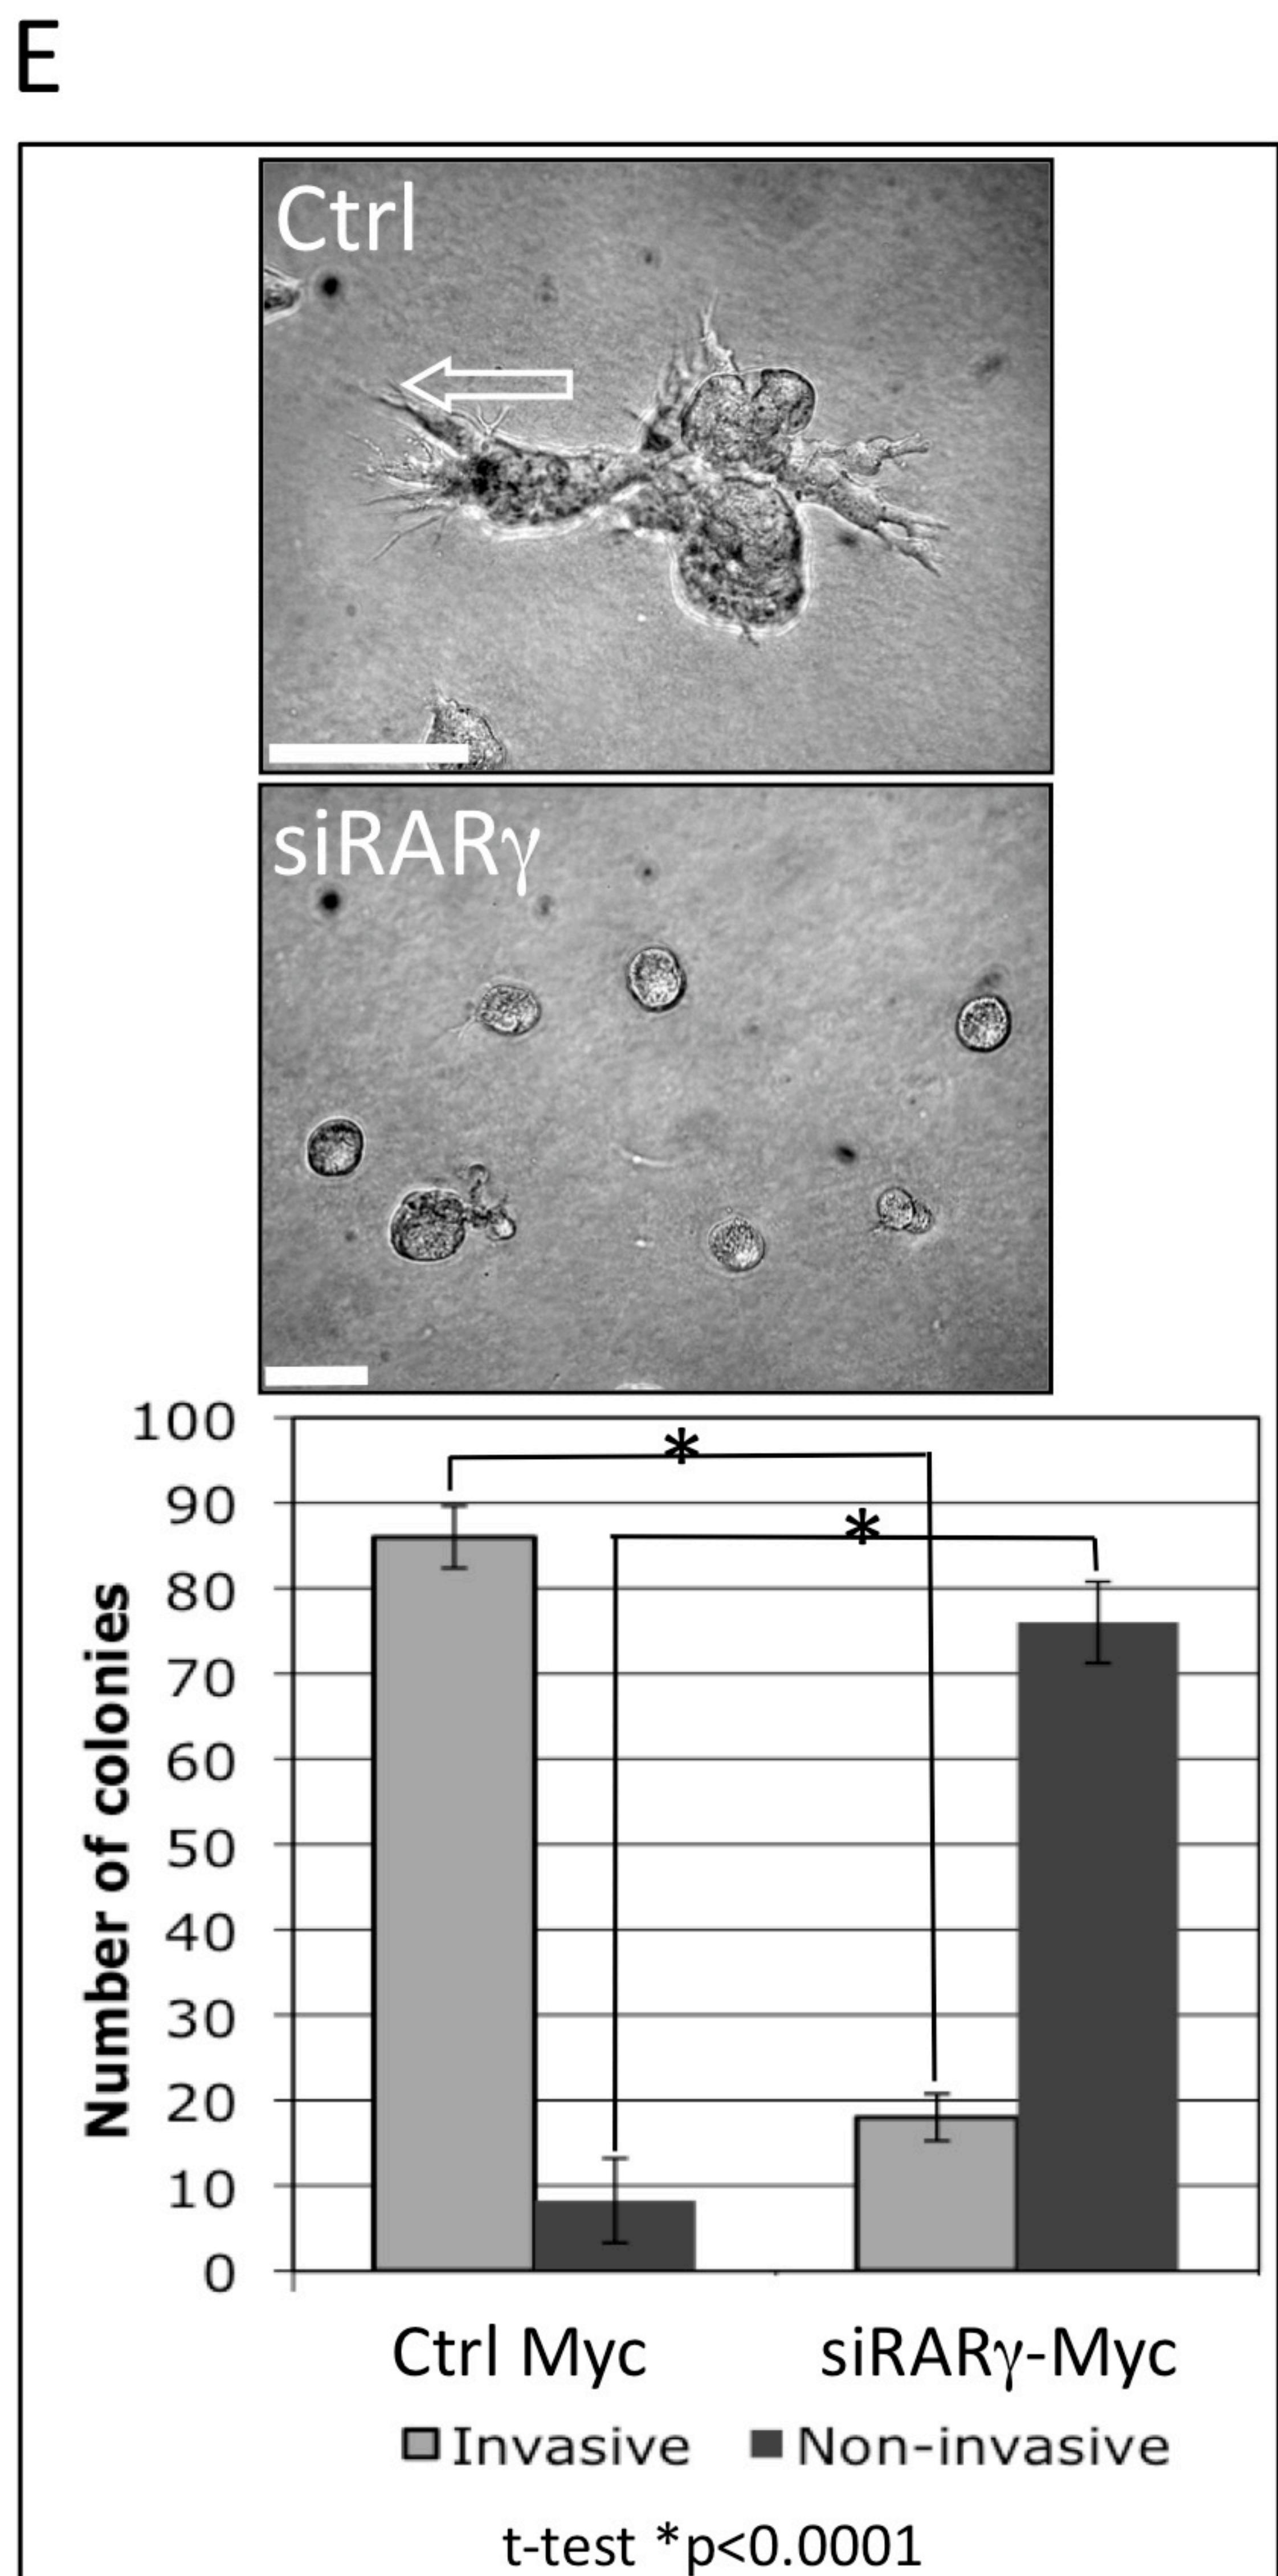 E
Ctrl
siRARγ
100
90
80
70
60
50
40
30
20
10
0
Number of colonies
*
*
Ctrl Myc siRARγ-Myc
Invasive Non-invasive
t-test *p<0.0001